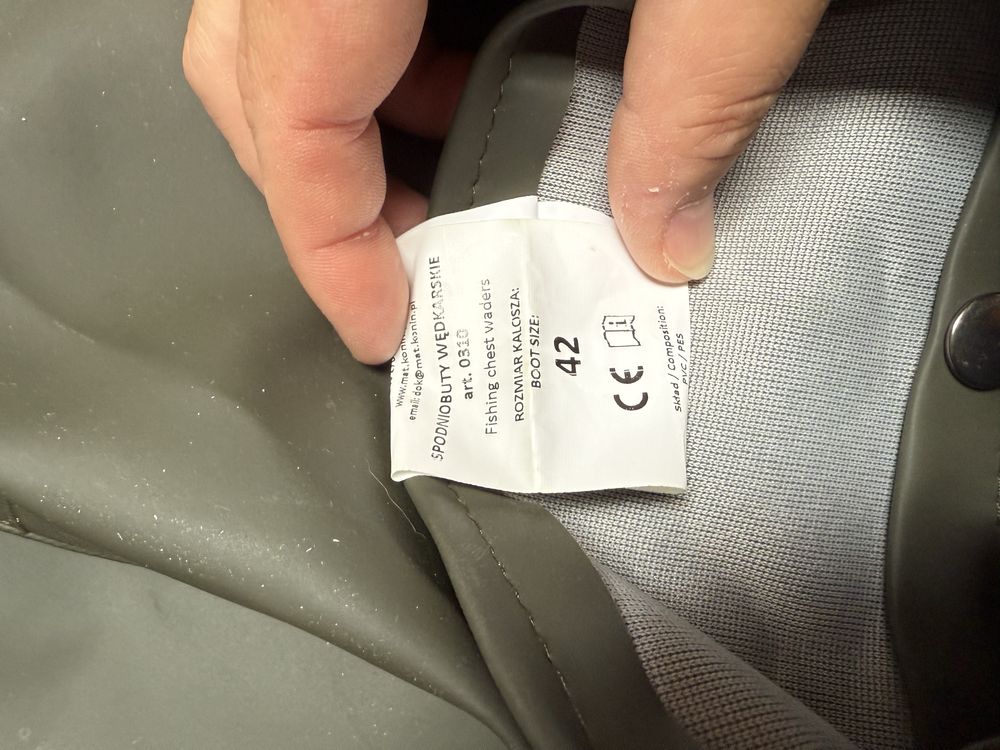 www.mat.konin.pl
email: dok@mat.konin.pl
SPODNIOBUTY WĘDKARSKIE
art. 0310
Fishing chest waders
ROZMIAR KALOSZA:
BOOT SIZE:
42
CE
Skład / Composition:
PVC / PES